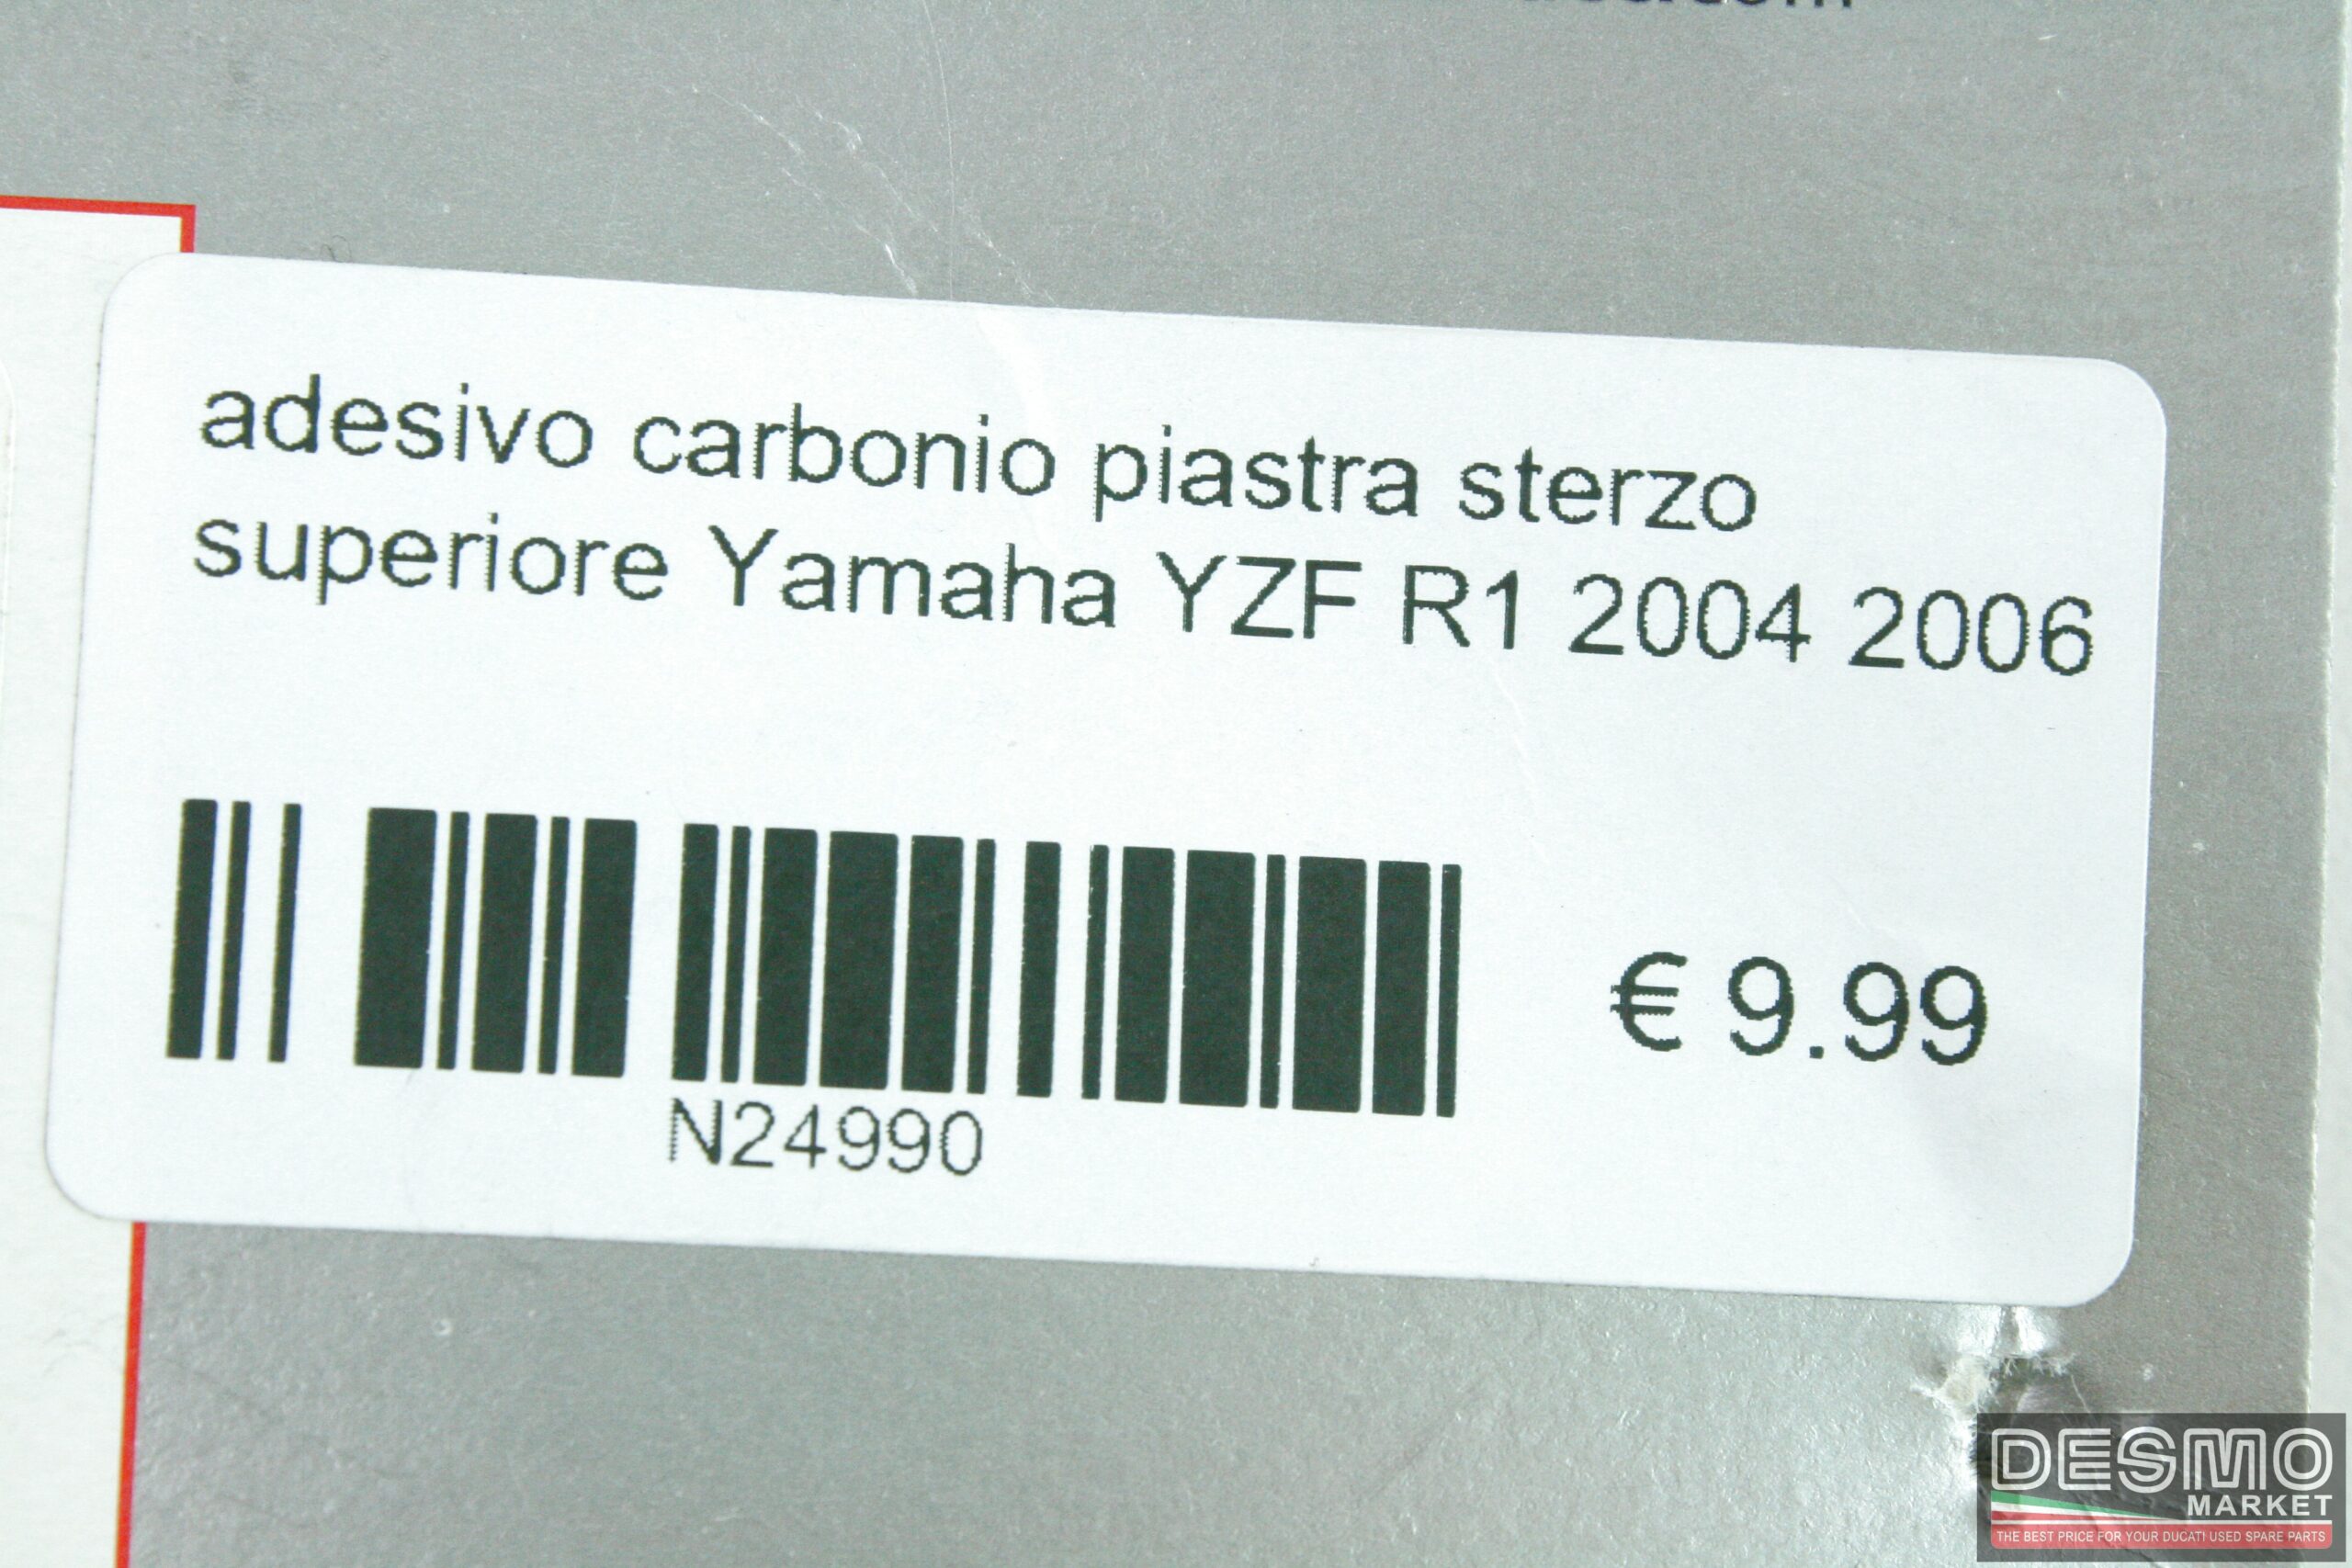 adesivo carbonio piastra sterzo
superiore Yamaha YZF R1 2004 2006
€ 9.99
N24990
DESMO
MARKET
THE BEST PRICE FOR YOUR DUCATI USED SPARE PARTS